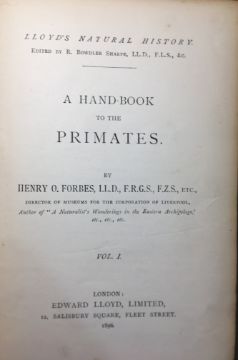 LLOYD'S NATURAL HISTORY.
EDITED BY R. BOWDLER SHARPE, LL.D., F.L.S., &c.
A HAND-BOOK
TO THE
PRIMATES.
BY
HENRY O. FORBES, LL.D., F.R.G.S., F.Z.S., ETC.,
DIRECTOR OF MUSEUMS FOR THE CORPORATION OF LIVERPOOL,
Author of "A Naturalist's Wanderings in the Eastern Archipelago,"
etc., etc., etc.
VOL. I.
LONDON:
EDWARD LLOYD, LIMITED,
12, SALISBURY SQUARE, FLEET STREET.
1896.